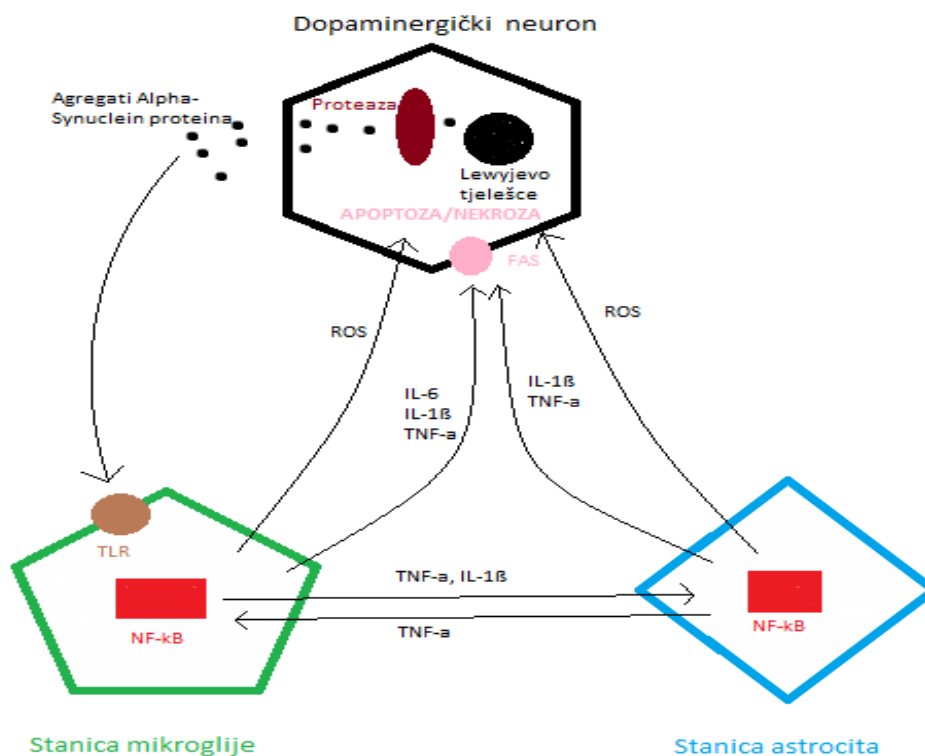 Dopaminergički neuron
Agregati Alpha-
Synuclein proteina
Proteaza
Lewyjevo
tjelešce
APOPTOZA/NEKROZA
FAS
ROS
ROS
IL-6
IL-1ß
TNF-a
IL-1ß
TNF-a
TLR
TNF-a, IL-1ß
NF-kB
TNF-a
NF-kB
Stanica mikroglije
Stanica astrocita